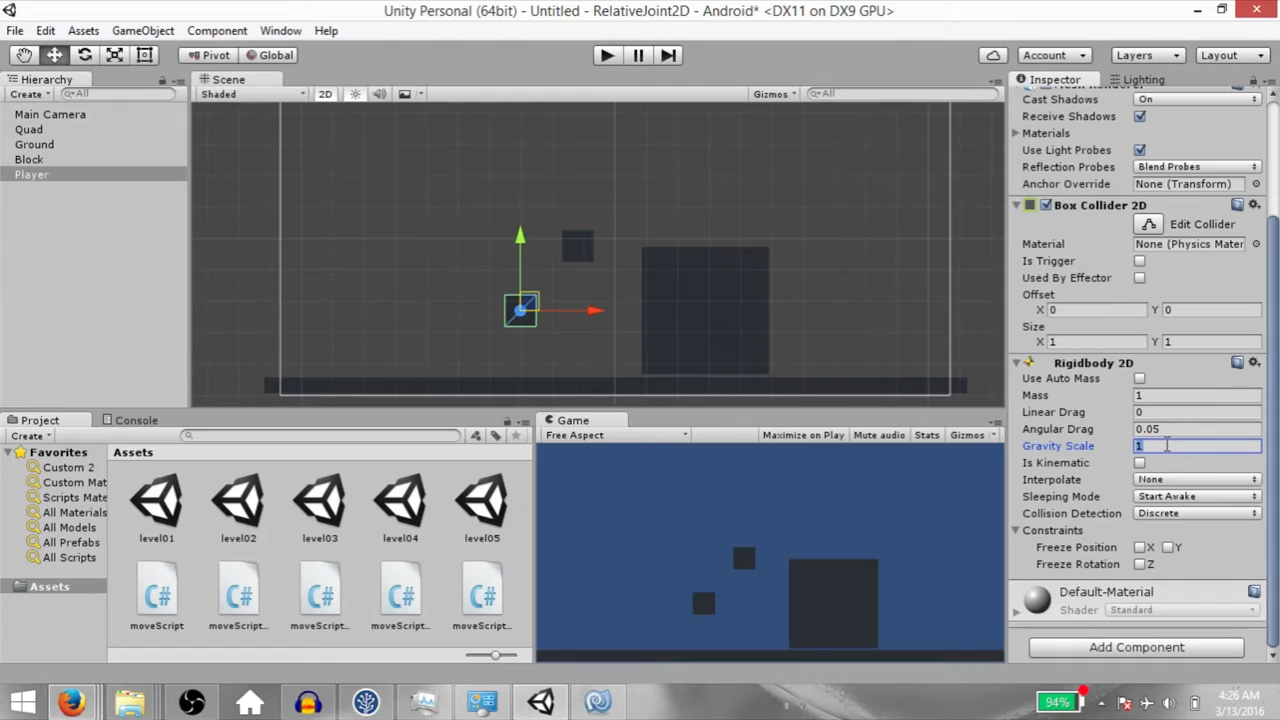 Unity Personal (64bit) - Untitled - RelativeJoint2D - Android* <DX11 on DX9 GPU>
File Edit Assets GameObject Component Window Help
Pivot Global Account Layers Layout
Hierarchy
Create All
Main Camera
Quad
Ground
Block
Player
Scene
Shaded 2D Gizmos All
Inspector Lighting
Cast Shadows On
Receive Shadows
Materials
Use Light Probes
Reflection Probes Blend Probes
Anchor Override None (Transform)
Box Collider 2D
Edit Collider
Material None (Physics Mater
Is Trigger
Used By Effector
Offset
X 0 Y 0
Size
X 1 Y 1
Rigidbody 2D
Use Auto Mass
Mass 1
Linear Drag 0
Angular Drag 0.05
Gravity Scale 1
Is Kinematic
Interpolate None
Sleeping Mode Start Awake
Collision Detection Discrete
Constraints
Freeze Position X Y
Freeze Rotation Z
Default-Material
Shader Standard
Add Component
Project Console
Create
Favorites
Custom 2
Custom Mat
Scripts Mate
All Materials
All Models
All Prefabs
All Scripts
Assets
Assets
level01 level02 level03 level04 level05
C# C# C# C# C#
moveScript moveScript... moveScript... moveScript... moveScript...
Game
Free Aspect Maximize on Play Mute audio Stats Gizmos
94%
4:26 AM
3/13/2016